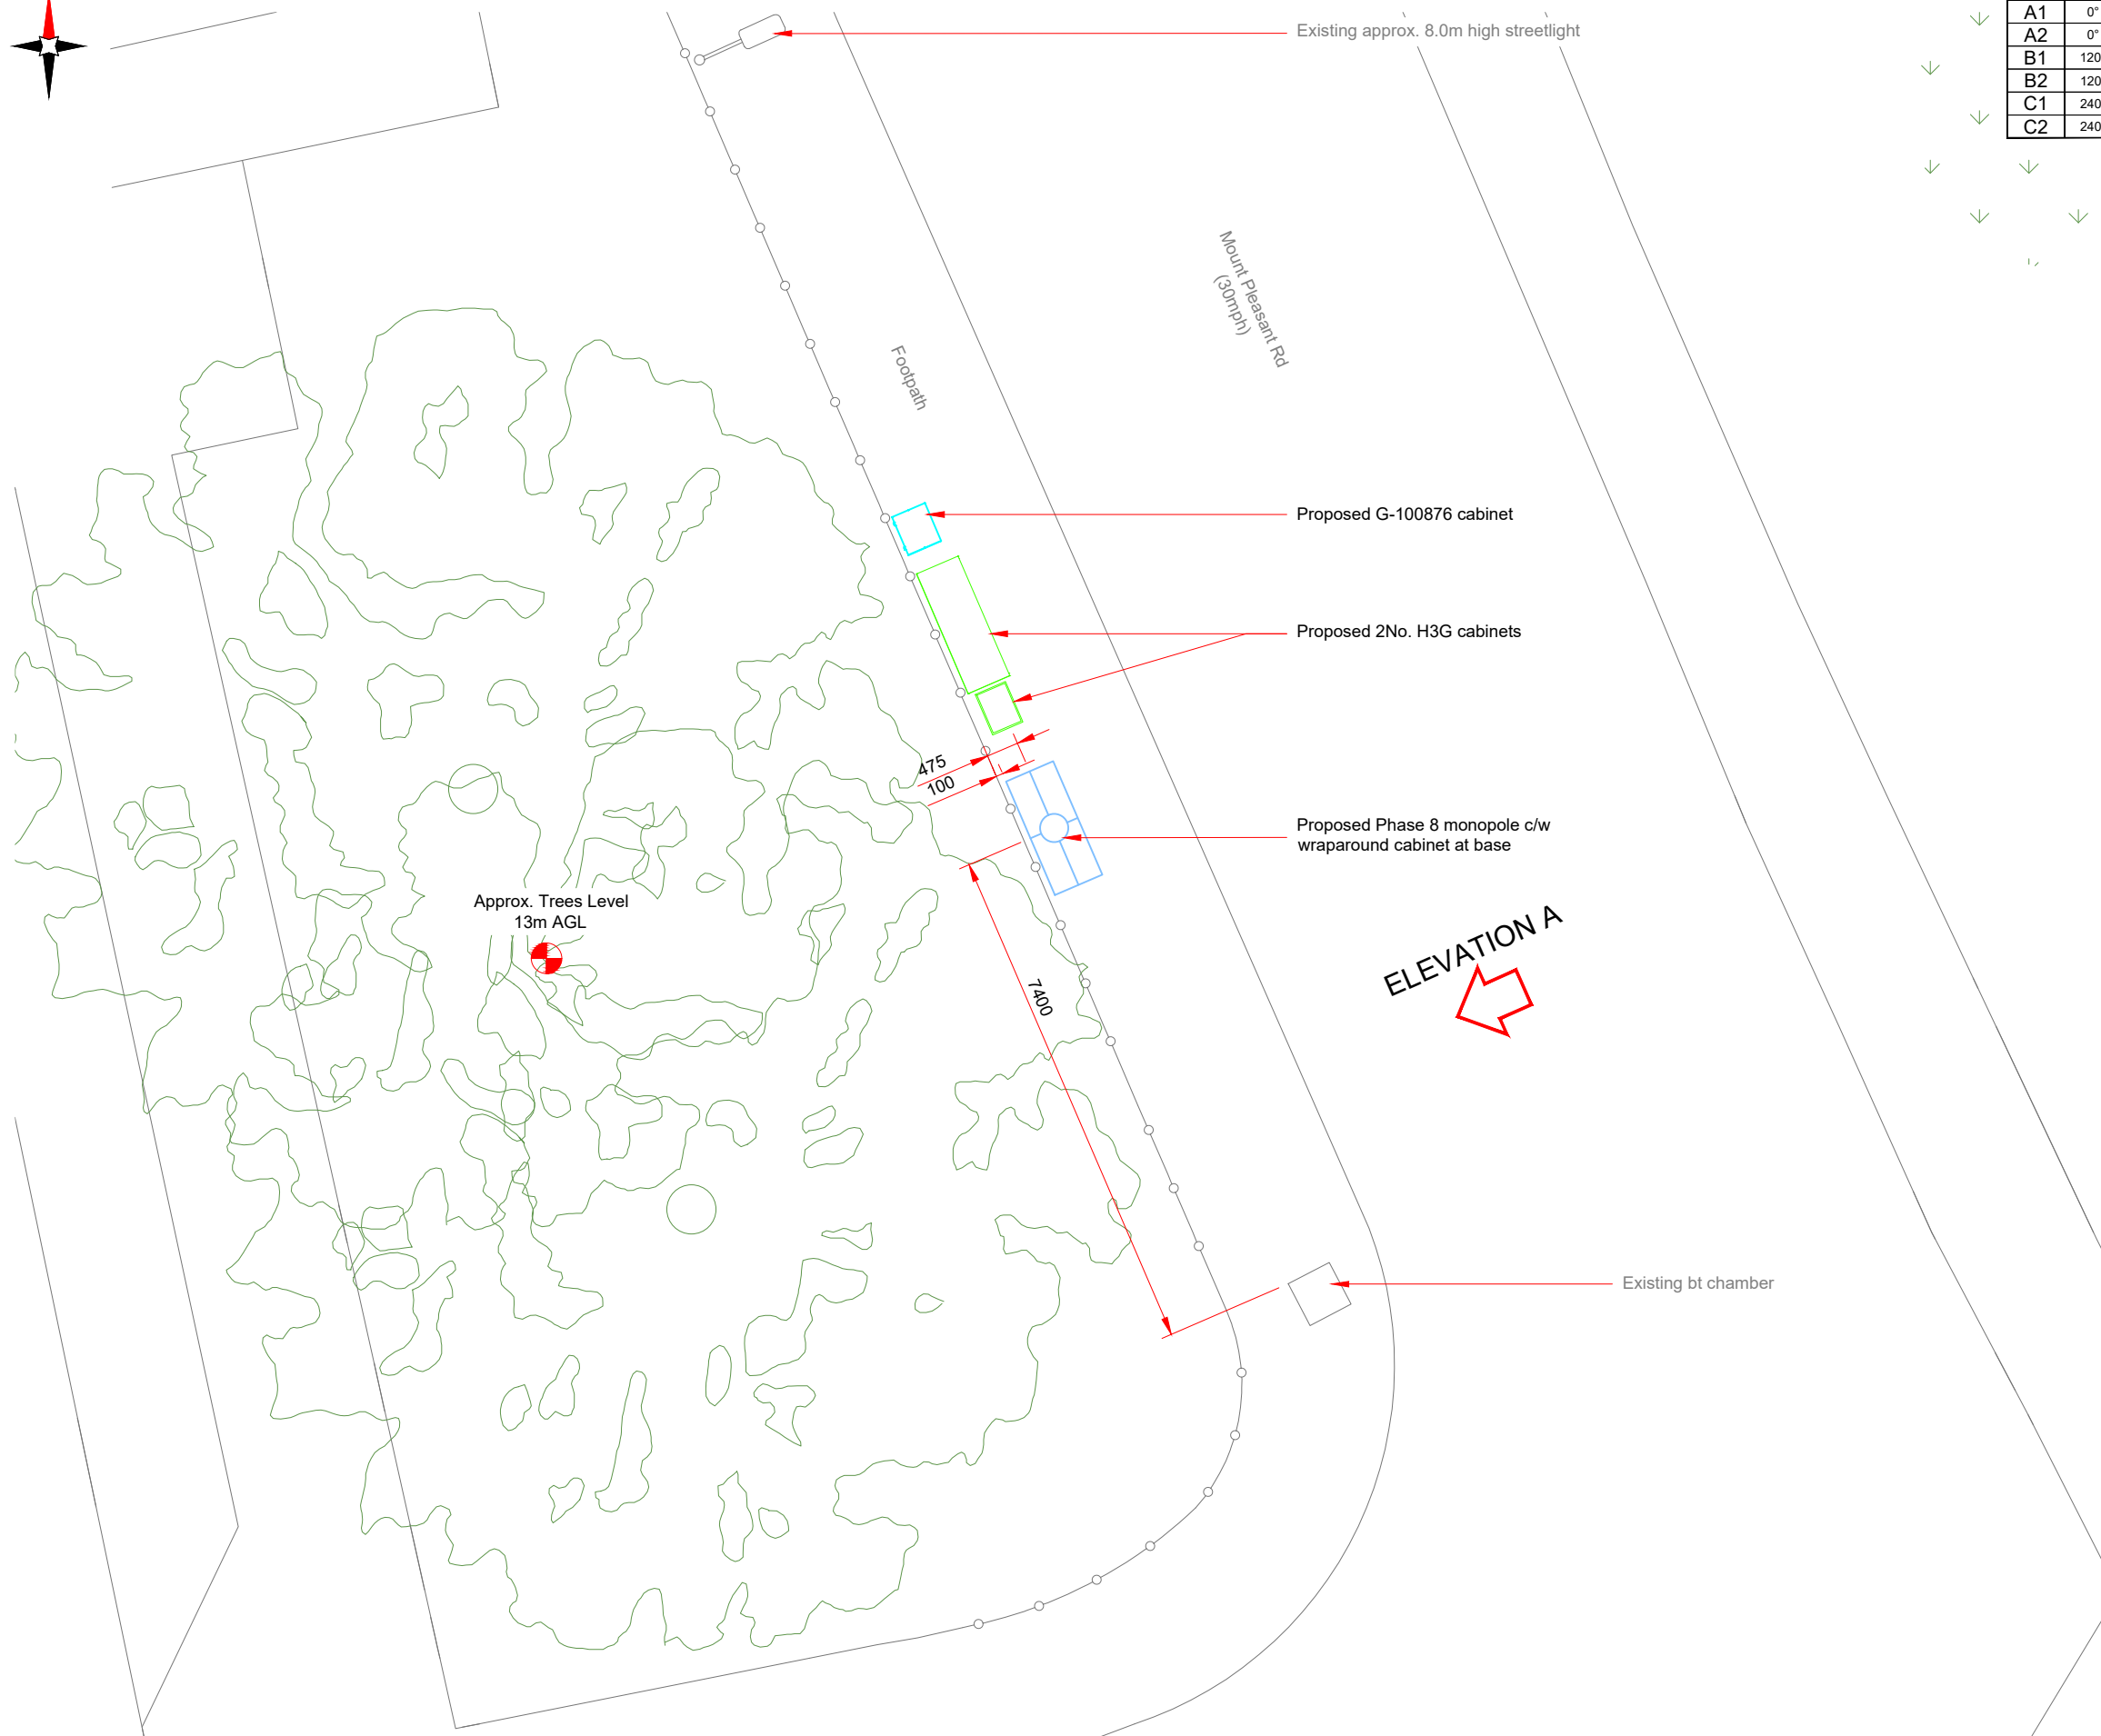 Existing approx. 8.0m high streetlight
A1 0°
A2 0°
B1 120
B2 120
C1 240
C2 240
Mount Pleasant Rd
(30mph)
Footpath
Proposed G-100876 cabinet
Proposed 2No. H3G cabinets
475
100
Proposed Phase 8 monopole c/w
wraparound cabinet at base
Approx. Trees Level
13m AGL
ELEVATION A
7400
Existing bt chamber